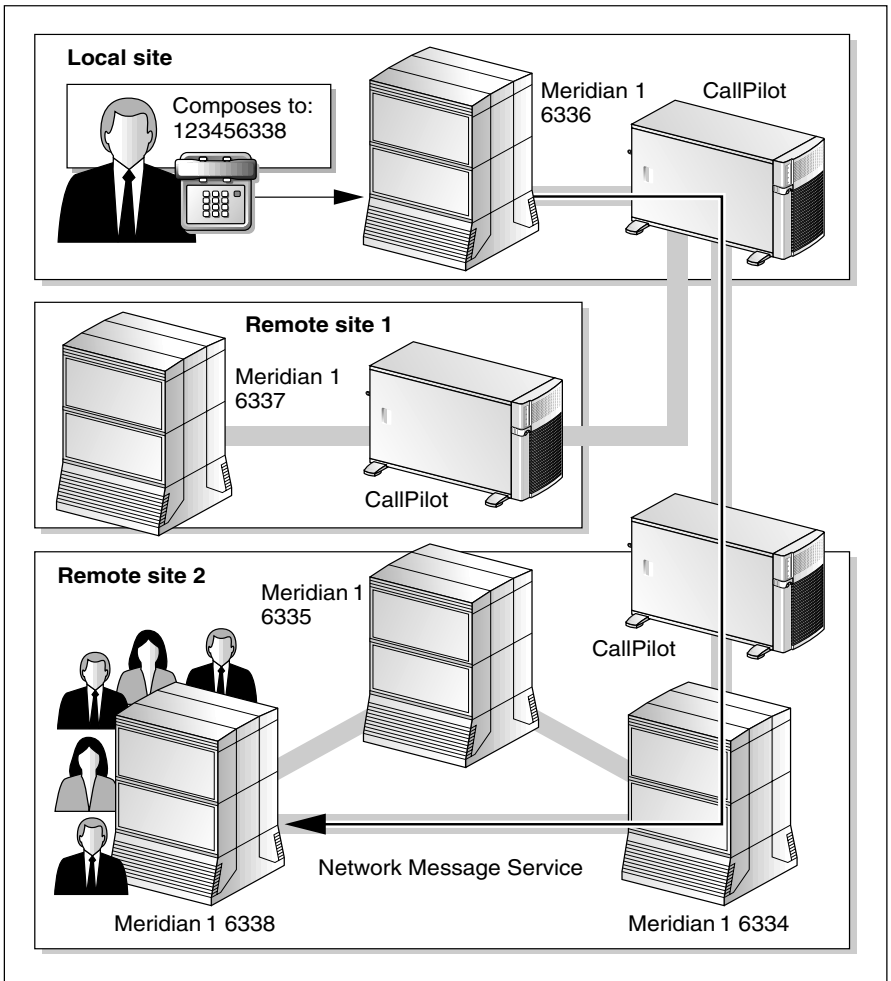 Local site
Composes to:
123456338
Meridian 1
6336
CallPilot
Remote site 1
Meridian 1
6337
CallPilot
Remote site 2
Meridian 1
6335
CallPilot
Network Message Service
Meridian 1 6338
Meridian 1 6334